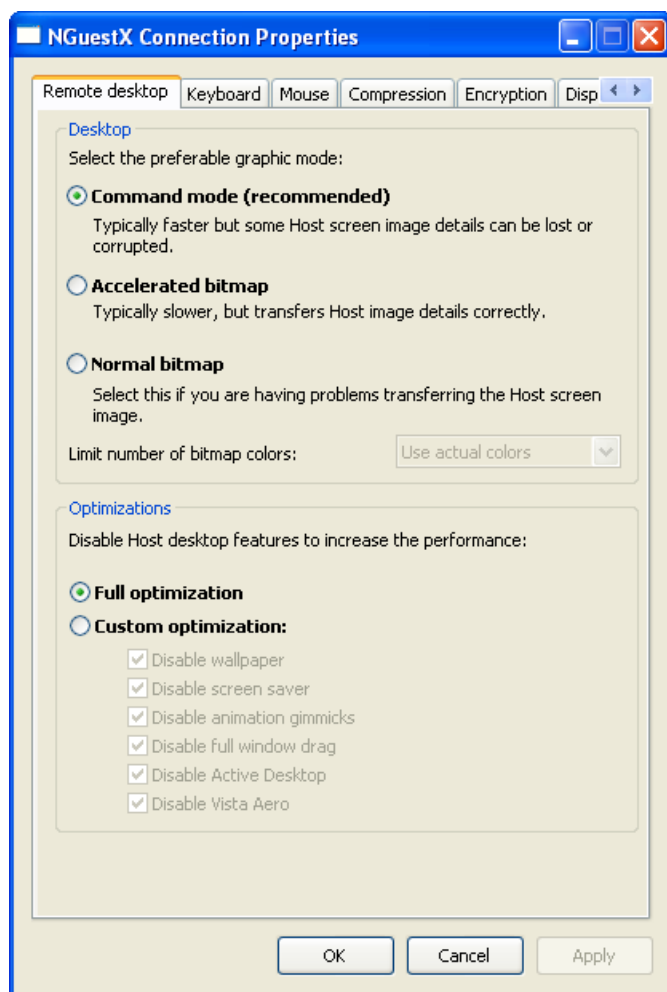 NGuestX Connection Properties
Remote desktop Keyboard Mouse Compression Encryption Disp
Desktop
Select the preferable graphic mode:
Command mode (recommended)
Typically faster but some Host screen image details can be lost or
corrupted.
Accelerated bitmap
Typically slower, but transfers Host image details correctly.
Normal bitmap
Select this if you are having problems transferring the Host screen
image.
Limit number of bitmap colors: Use actual colors
Optimizations
Disable Host desktop features to increase the performance:
Full optimization
Custom optimization:
Disable wallpaper
Disable screen saver
Disable animation gimmicks
Disable full window drag
Disable Active Desktop
Disable Vista Aero
OK Cancel Apply